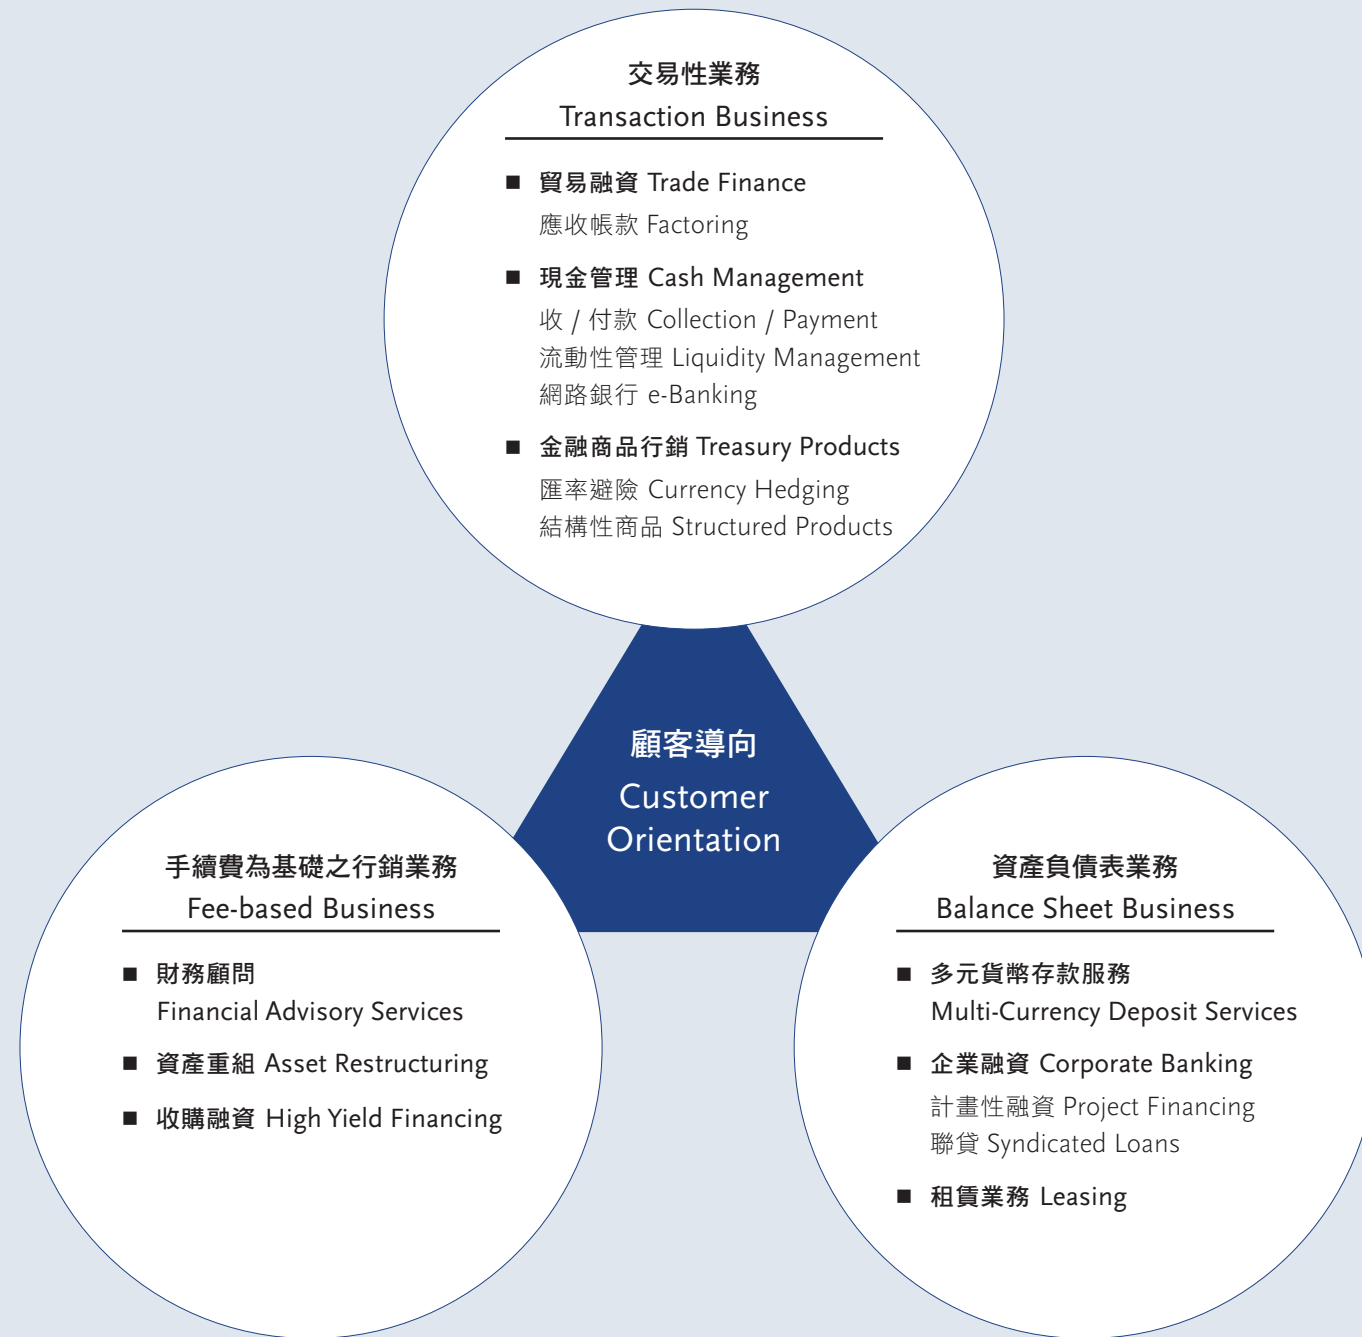 交易性業務
Transaction Business
■ 貿易融資 Trade Finance
應收帳款 Factoring
■ 現金管理 Cash Management
收 / 付款 Collection / Payment
流動性管理 Liquidity Management
網路銀行 e-Banking
■ 金融商品行銷 Treasury Products
匯率避險 Currency Hedging
結構性商品 Structured Products
顧客導向
Customer
Orientation
手續費為基礎之行銷業務
Fee-based Business
■ 財務顧問
Financial Advisory Services
■ 資產重組 Asset Restructuring
■ 收購融資 High Yield Financing
資產負債表業務
Balance Sheet Business
■ 多元貨幣存款服務
Multi-Currency Deposit Services
■ 企業融資 Corporate Banking
計畫性融資 Project Financing
聯貸 Syndicated Loans
■ 租賃業務 Leasing